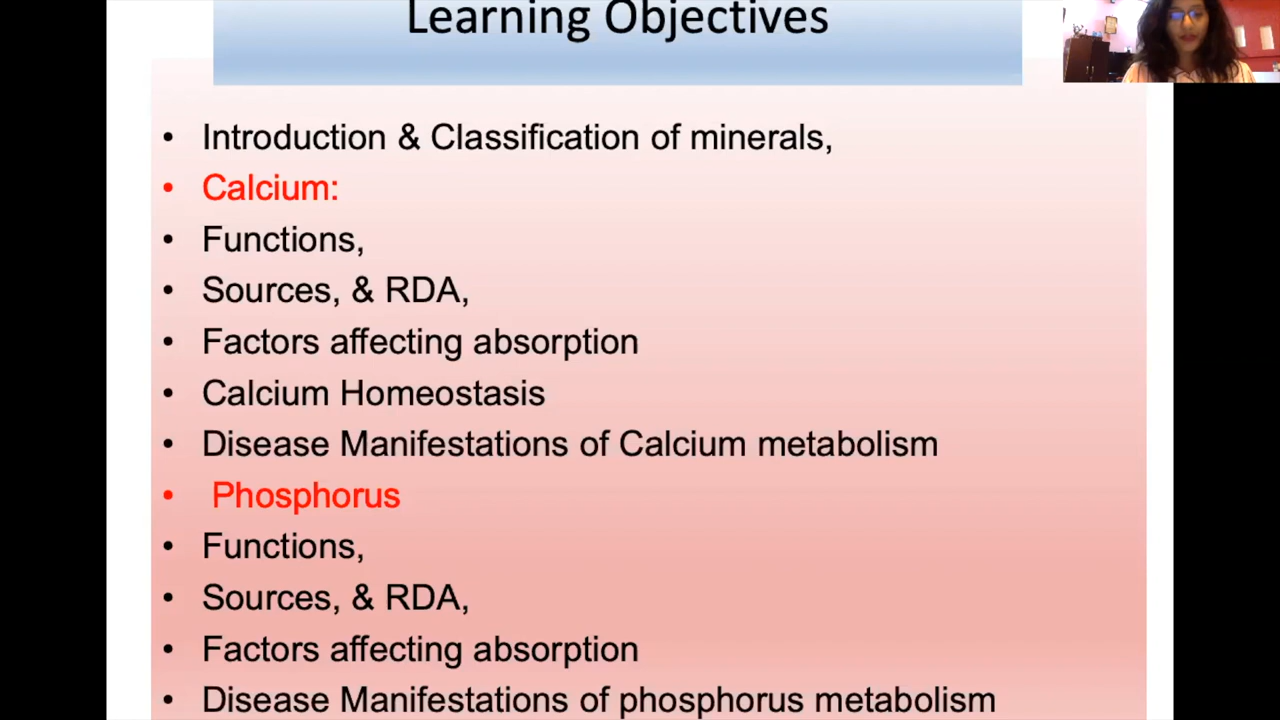 Learning Objectives
• Introduction & Classification of minerals,
• Calcium:
• Functions,
• Sources, & RDA,
• Factors affecting absorption
• Calcium Homeostasis
• Disease Manifestations of Calcium metabolism
• Phosphorus
• Functions,
• Sources, & RDA,
• Factors affecting absorption
• Disease Manifestations of phosphorus metabolism